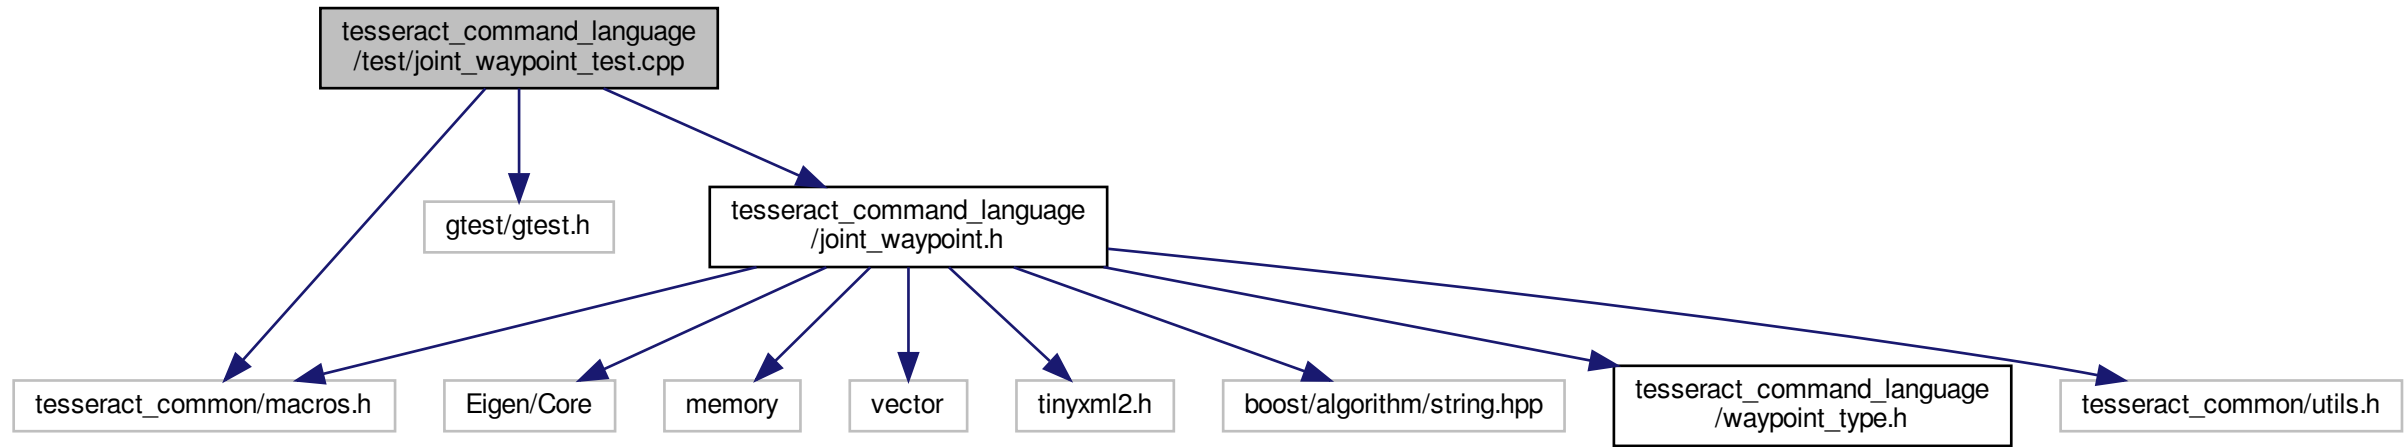 tesseract_command_language
/test/joint_waypoint_test.cpp
gtest/gtest.h
tesseract_command_language
/joint_waypoint.h
tesseract_common/macros.h
Eigen/Core
memory
vector
tinyxml2.h
boost/algorithm/string.hpp
tesseract_command_language
/waypoint_type.h
tesseract_common/utils.h